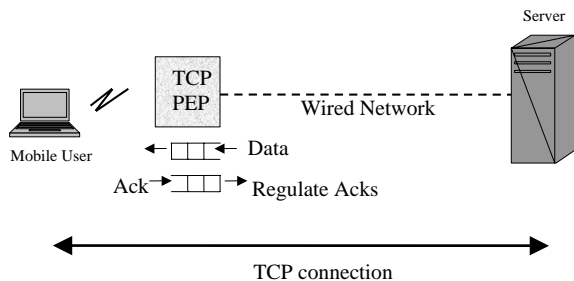 Server
TCP
PEP
Wired Network
Mobile User
Data
Ack
Regulate Acks
TCP connection